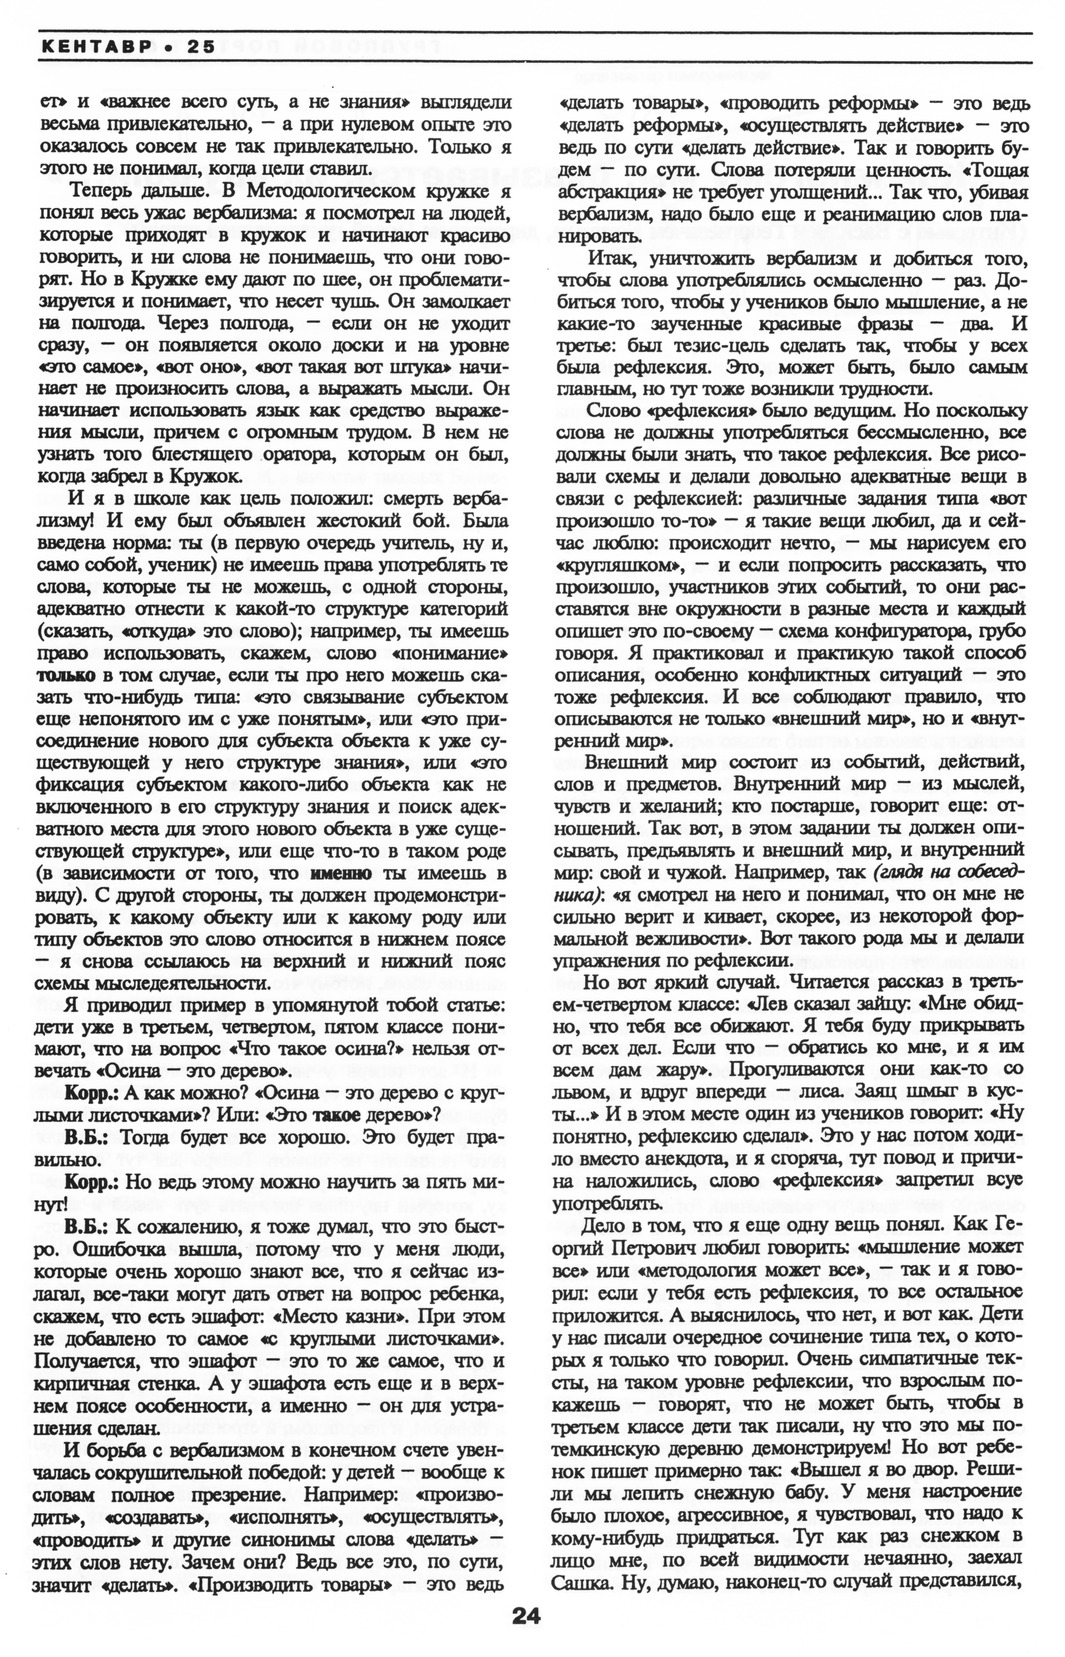 КЕНТАВР • 25
ет» и «важнее всего суть, а не знания» выглядели
весьма привлекательно, — а при нулевом опыте это
оказалось совсем не так привлекательно. Только я
этого не понимал, когда цели ставил.
Теперь дальше. В Методологическом кружке я
понял весь ужас вербализма: я посмотрел на людей,
которые приходят в кружок и начинают красиво
говорить, и ни слова не понимаешь, что они гово-
рят. Но в Кружке ему дают по шее, он проблемати-
зируется и понимает, что несет чушь. Он замолкает
на полгода. Через полгода, — если он не уходит
сразу, — он появляется около доски и на уровне
«это самое», «вот оно», «вот такая вот штука» начи-
нает не произносить слова, а выражать мысли. Он
начинает использовать язык как средство выраже-
ния мысли, причем с огромным трудом. В нем не
узнать того блестящего оратора, которым он был,
когда забрел в Кружок.
И я в школе как цель положил: смерть верба-
лизму! И ему был объявлен жестокий бой. Была
введена норма: ты (в первую очередь учитель, ну и,
само собой, ученик) не имеешь права употреблять те
слова, которые ты не можешь, с одной стороны,
адекватно отнести к какой-то структуре категорий
(сказать, «откуда» это слово); например, ты имеешь
право использовать, скажем, слово «понимание»
только в том случае, если ты про него можешь ска-
зать что-нибудь типа: «это связывание субъектом
еще непонятого им с уже понятым», или «это при-
соединение нового для субъекта объекта к уже су-
ществующей у него структуре знания», или «это
фиксация субъектом какого-либо объекта как не
включенного в его структуру знания и поиск адек-
ватного места для этого нового объекта в уже суще-
ствующей структуре», или еще что-то в таком роде
(в зависимости от того, что именно ты имеешь в
виду). С другой стороны, ты должен продемонстри-
ровать, к какому объекту или к какому роду или
типу объектов это слово относится в нижнем поясе
— я снова ссылаюсь на верхний и нижний пояс
схемы мыследеятельности.
Я приводил пример в упомянутой тобой статье:
дети уже в третьем, четвертом, пятом классе пони-
мают, что на вопрос «Что такое осина?» нельзя от-
вечать «Осина — это дерево».
Корр.: А как можно? «Осина — это дерево с круг-
лыми листочками»? Или: «Это такое дерево»?
В.Б.: Тогда будет все хорошо. Это будет пра-
вильно.
Корр.: Но ведь этому можно научить за пять ми-
нут!
В.Б.: К сожалению, я тоже думал, что это быст-
ро. Ошибочка вышла, потому что у меня люди,
которые очень хорошо знают все, что я сейчас из-
лагал, все-таки могут дать ответ на вопрос ребенка,
скажем, что есть эшафот: «Место казни». При этом
не добавлено то самое «с круглыми листочками».
Получается, что эшафот — это то же самое, что и
кирпичная стенка. А у эшафота есть еще и в верх-
нем поясе особенности, а именно — он для устра-
шения сделан.
И борьба с вербализмом в конечном счете увен-
чалась сокрушительной победой: у детей — вообще к
словам полное презрение. Например: «произво-
дить», «создавать», «исполнять», «осуществлять»,
«проводить» и другие синонимы слова «делать» —
этих слов нету. Зачем они? Ведь все это, по сути,
значит «делать». «Производить товары» — это ведь
«делать товары», «проводить реформы» — это ведь
«делать реформы», «осуществлять действие» — это
ведь по сути «делать действие». Так и говорить бу-
дем — по сути. Слова потеряли ценность. «Тощая
абстракция» не требует утолщений... Так что, убивая
вербализм, надо было еще и реанимацию слов пла-
нировать.
Итак, уничтожить вербализм и добиться того,
чтобы слова употреблялись осмысленно — раз. До-
биться того, чтобы у учеников было мышление, а не
какие-то заученные красивые фразы — два. И
третье: был тезис-цель сделать так, чтобы у всех
была рефлексия. Это, может быть, было самым
главным, но тут тоже возникли трудности.
Слово «рефлексия» было ведущим. Но поскольку
слова не должны употребляться бессмысленно, все
должны были знать, что такое рефлексия. Все рисо-
вали схемы и делали довольно адекватные вещи в
связи с рефлексией: различные задания типа «вот
произошло то-то» — я такие вещи любил, да и сей-
час люблю: происходит нечто, — мы нарисуем его
«кругляшком», — и если попросить рассказать, что
произошло, участников этих событий, то они рас-
ставятся вне окружности в разные места и каждый
опишет это по-своему — схема конфигуратора, грубо
говоря. Я практиковал и практикую такой способ
описания, особенно конфликтных ситуаций — это
тоже рефлексия. И все соблюдают правило, что
описываются не только «внешний мир», но и «внут-
ренний мир».
Внешний мир состоит из событий, действий,
слов и предметов. Внутренний мир — из мыслей,
чувств и желаний; кто постарше, говорит еще: от-
ношений. Так вот, в этом задании ты должен опи-
сывать, предъявлять и внешний мир, и внутренний
мир: свой и чужой. Например, так (глядя на собесед-
ника): «я смотрел на него и понимал, что он мне не
сильно верит и кивает, скорее, из некоторой фор-
мальной вежливости». Вот такого рода мы и делали
упражнения по рефлексии.
Но вот яркий случай. Читается рассказ в треть-
ем-четвертом классе: «Лев сказал зайцу: «Мне обид-
но, что тебя все обижают. Я тебя буду прикрывать
от всех дел. Если что — обратись ко мне, и я им
всем дам жару». Прогуливаются они как-то со
львом, и вдруг впереди — лиса. Заяц шмыг в кус-
ты...» И в этом месте один из учеников говорит: «Ну
понятно, рефлексию сделал». Это у нас потом ходи-
ло вместо анекдота, и я сгоряча, тут повод и причи-
на наложились, слово «рефлексия» запретил всуе
употреблять.
Дело в том, что я еще одну вещь понял. Как Ге-
оргий Петрович любил говорить: «мышление может
все» или «методология может все», — так и я гово-
рил: если у тебя есть рефлексия, то все остальное
приложится. А выяснилось, что нет, и вот как. Дети
у нас писали очередное сочинение типа тех, о кото-
рых я только что говорил. Очень симпатичные тек-
сты, на таком уровне рефлексии, что взрослым по-
кажешь — говорят, что не может быть, чтобы в
третьем классе дети так писали, ну что это мы по-
темкинскую деревню демонстрируем! Но вот ребе-
нок пишет примерно так: «Вышел я во двор. Реши-
ли мы лепить снежную бабу. У меня настроение
было плохое, агрессивное, я чувствовал, что надо к
кому-нибудь придраться. Тут как раз снежком в
лицо мне, по всей видимости нечаянно, заехал
Сашка. Ну, думаю, наконец-то случай представился,
24